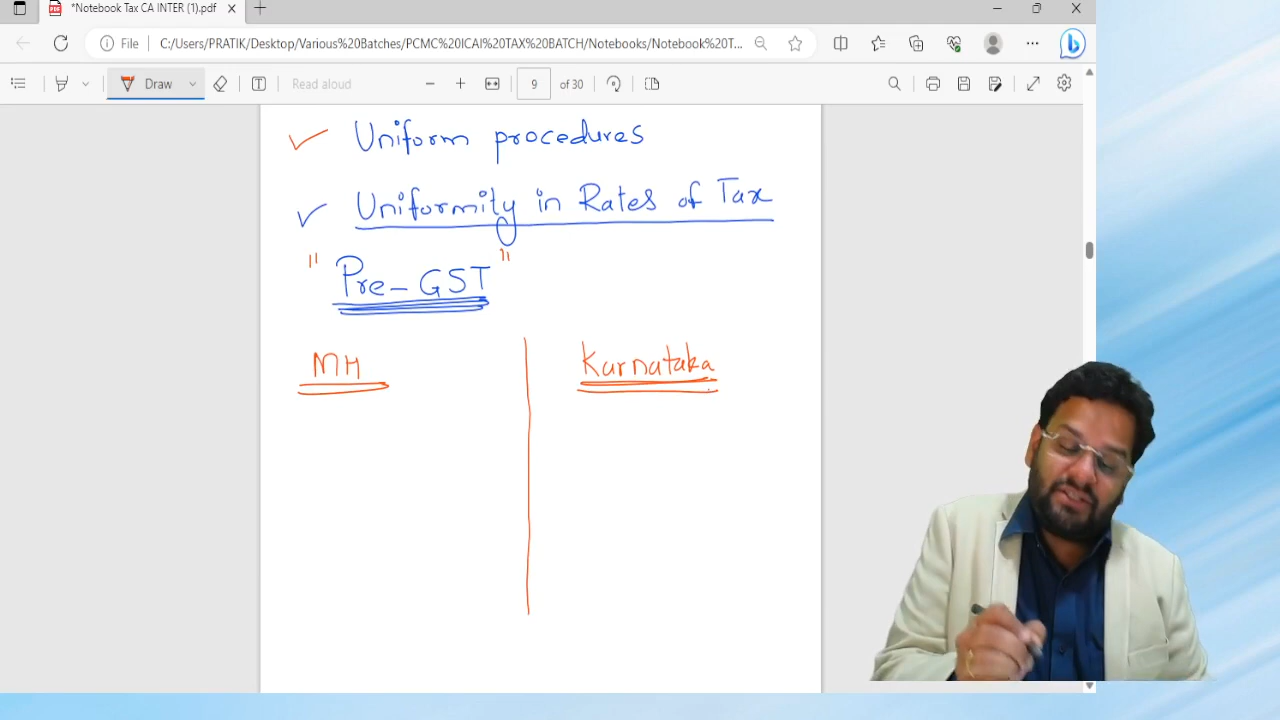 *Notebook Tax CA INTER (1).pdf
File C:/Users/PRATIK/Desktop/Various%20Batches/PCMC%20ICAI%20TAX%20BATCH/Notebooks/Notebook%20T...
Draw Read aloud 9 of 30
Uniform procedures
Uniformity in Rates of Tax
"Pre-GST"
MH Karnataka